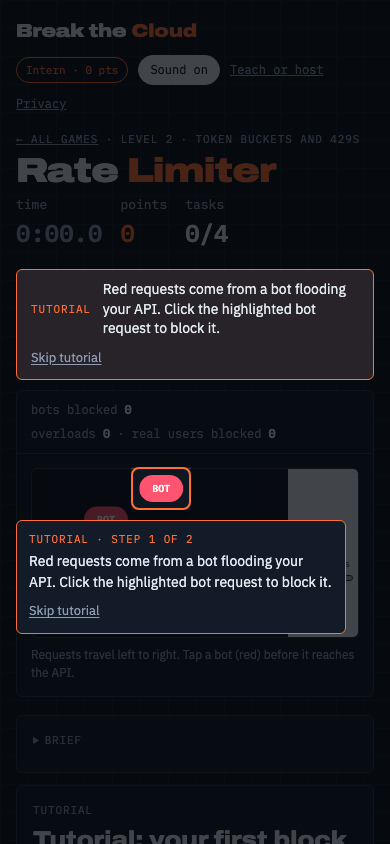 Break the Cloud
Intern · 0 pts
Sound on
Teach or host
Privacy
← ALL GAMES · LEVEL 2 · TOKEN BUCKETS AND 429S
Rate Limiter
time points tasks
0:00.0 0 0/4
TUTORIAL
Red requests come from a bot flooding
your API. Click the highlighted bot
request to block it.
Skip tutorial
bots blocked 0
overloads 0 · real users blocked 0
BOT
BOT
TUTORIAL · STEP 1 OF 2
Red requests come from a bot flooding your
API. Click the highlighted bot request to block it.
Skip tutorial
Requests travel left to right. Tap a bot (red) before it reaches
the API.
▶ BRIEF
TUTORIAL
Tutorial: your first block